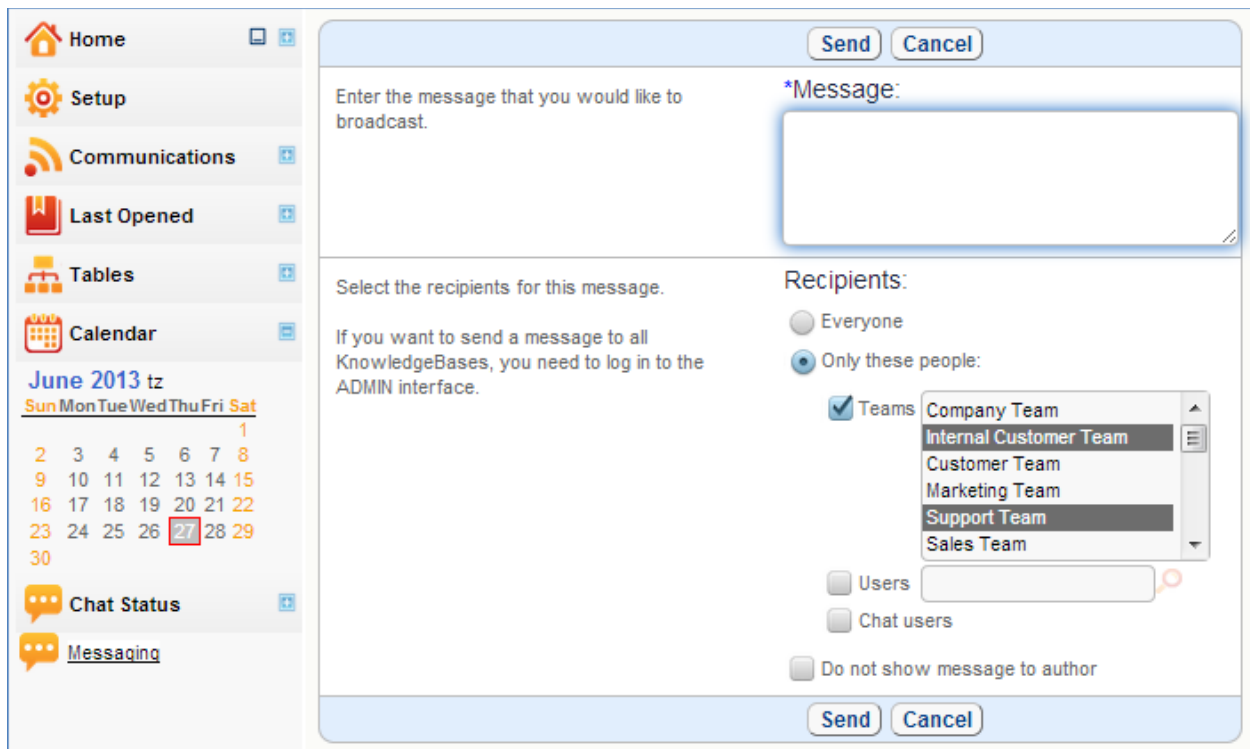 Home
Setup
Communications
Last Opened
Tables
Calendar
June 2013 tz
Sun Mon Tue Wed Thu Fri Sat
1
2 3 4 5 6 7 8
9 10 11 12 13 14 15
16 17 18 19 20 21 22
23 24 25 26 27 28 29
30
Chat Status
Messaging
Send Cancel
Enter the message that you would like to
broadcast.
*Message:
Select the recipients for this message.
If you want to send a message to all
KnowledgeBases, you need to log in to the
ADMIN interface.
Recipients:
Everyone
Only these people:
Teams
Company Team
Internal Customer Team
Customer Team
Marketing Team
Support Team
Sales Team
Users
Chat users
Do not show message to author
Send Cancel